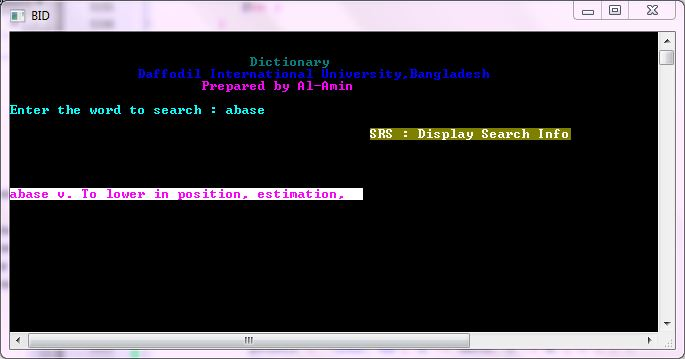 BID
Dictionary
Daffodil International University,Bangladesh
Prepared by Al-Amin
Enter the word to search : abase
SRS : Display Search Info
abase v. To lower in position, estimation,